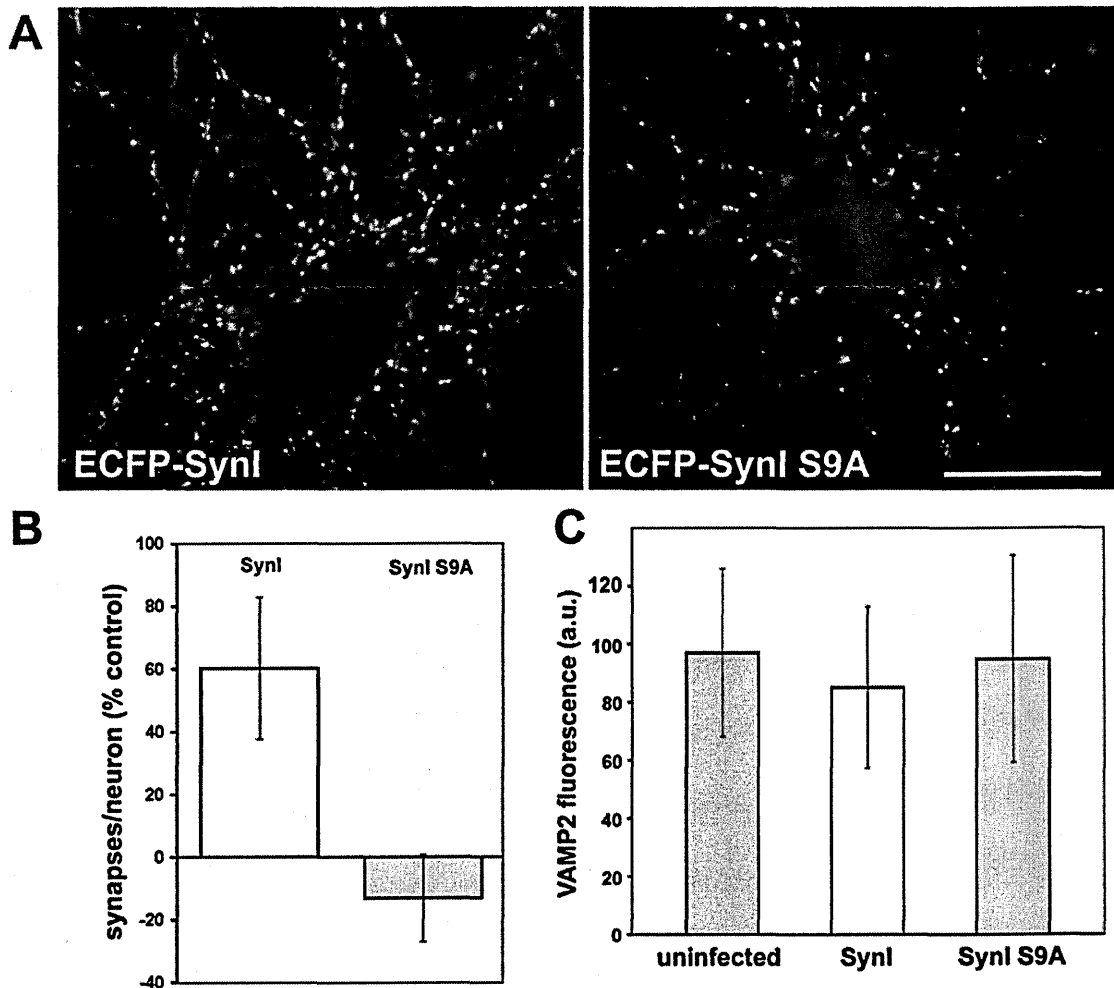 A
ECFP-SynI
ECFP-SynI S9A
B
synapses/neuron (% control)
100
80
60
40
20
0
-20
-40
SynI
SynI S9A
C
VAMP2 fluorescence (a.u.)
120
100
80
60
40
20
0
uninfected
SynI
SynI S9A